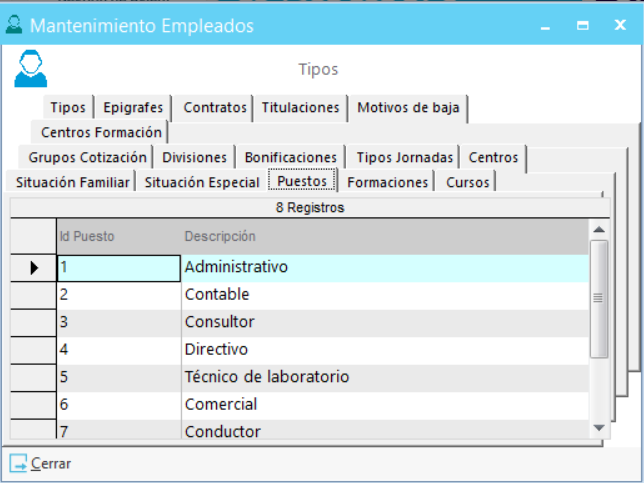 Mantenimiento Empleados
Tipos
Tipos Epigrafes Contratos Titulaciones Motivos de baja
Centros Formación
Grupos Cotización Divisiones Bonificaciones Tipos Jornadas Centros
Situación Familiar Situación Especial Puestos Formaciones Cursos
8 Registros
Id Puesto Descripción
1 Administrativo
2 Contable
3 Consultor
4 Directivo
5 Técnico de laboratorio
6 Comercial
7 Conductor
Cerrar